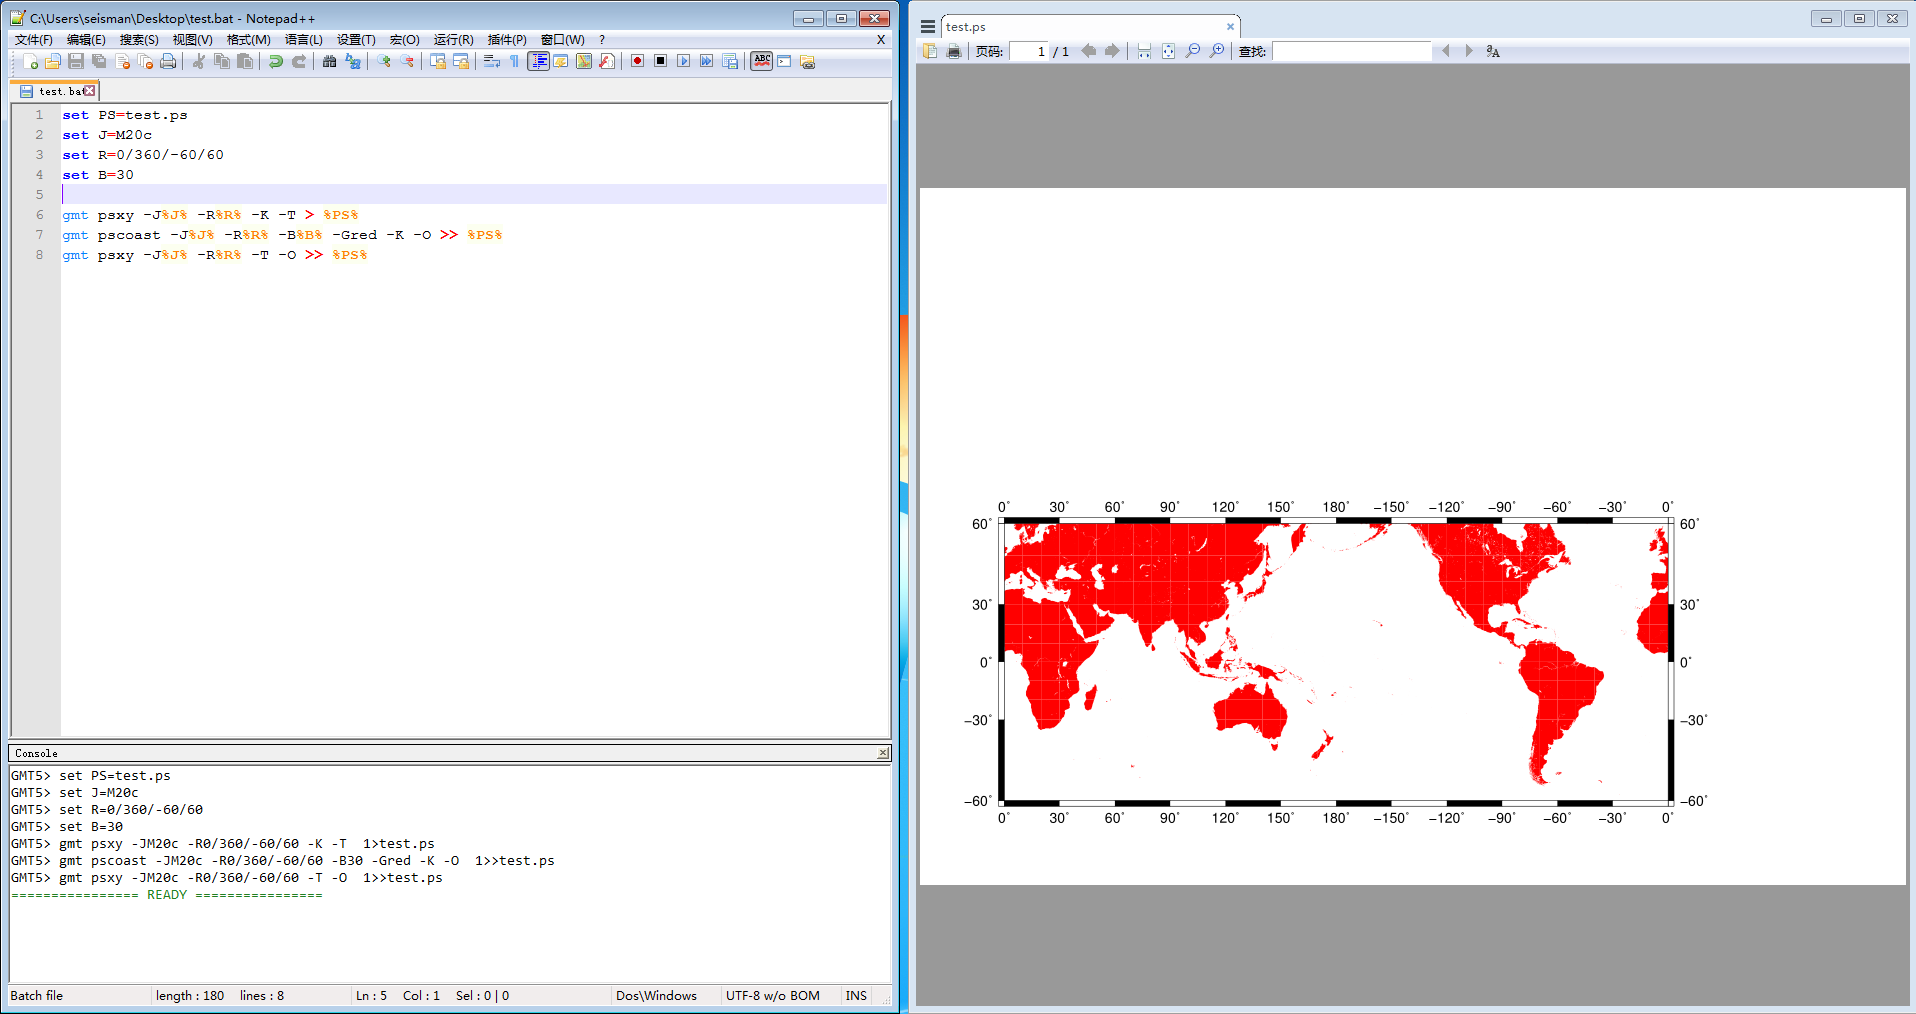 C:\Users\seisman\Desktop\test.bat - Notepad++
文件(F) 编辑(E) 搜索(S) 视图(V) 格式(M) 语言(L) 设置(T) 宏(O) 运行(R) 插件(P) 窗口(W) ? X
test.bat
1 set PS=test.ps
2 set J=M20c
3 set R=0/360/-60/60
4 set B=30
5
6 gmt psxy -J%J% -R%R% -K -T > %PS%
7 gmt pscoast -J%J% -R%R% -B%B% -Gred -K -O >> %PS%
8 gmt psxy -J%J% -R%R% -T -O >> %PS%
Console
GMT5> set PS=test.ps
GMT5> set J=M20c
GMT5> set R=0/360/-60/60
GMT5> set B=30
GMT5> gmt psxy -JM20c -R0/360/-60/60 -K -T  1>test.ps
GMT5> gmt pscoast -JM20c -R0/360/-60/60 -B30 -Gred -K -O  1>>test.ps
GMT5> gmt psxy -JM20c -R0/360/-60/60 -T -O  1>>test.ps
================ READY ================
Batch file length : 180 lines : 8 Ln : 5 Col : 1 Sel : 0 | 0 Dos\Windows UTF-8 w/o BOM INS
test.ps
页码: 1 / 1 查找:
0° 30° 60° 90° 120° 150° 180° -150° -120° -90° -60° -30° 0°
60° 60°
30° 30°
0° 0°
-30° -30°
-60° -60°
0° 30° 60° 90° 120° 150° 180° -150° -120° -90° -60° -30° 0°